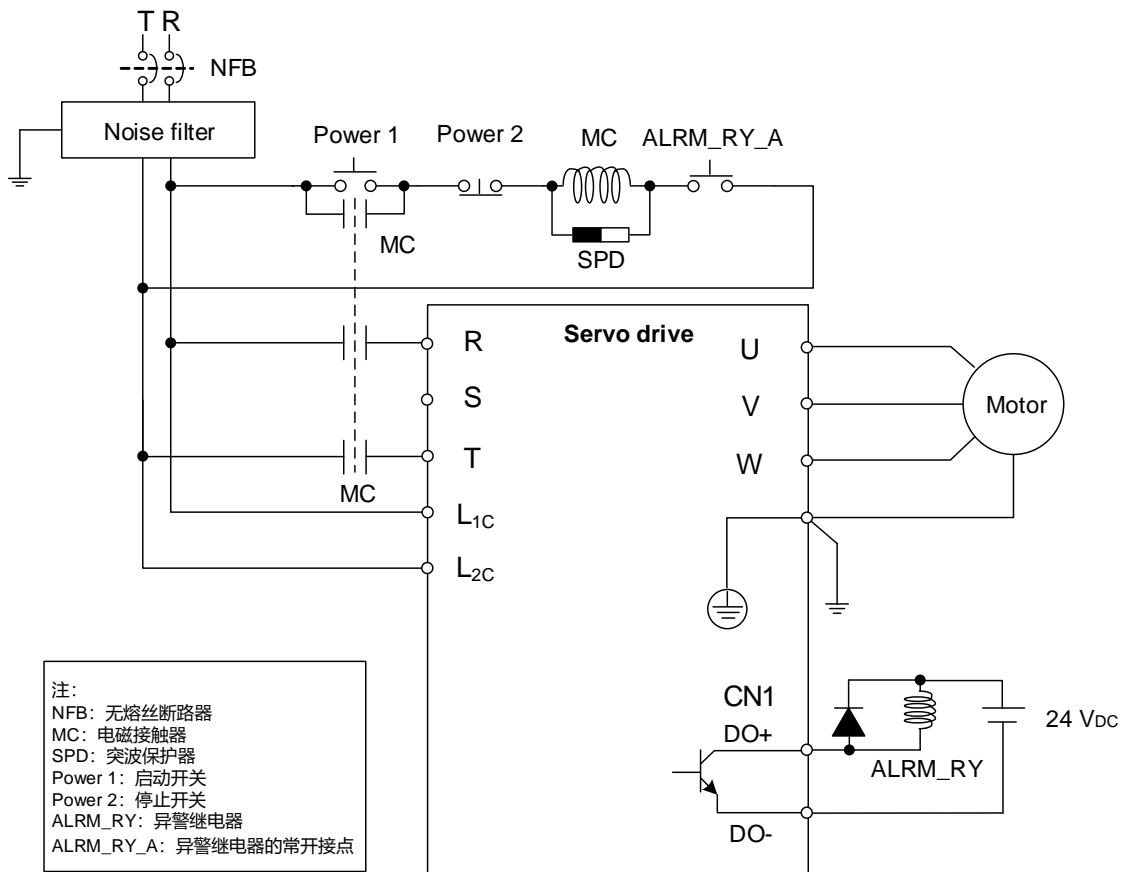 T R
NFB
Noise filter
Power 1
Power 2
MC
ALRM_RY_A
MC
SPD
Servo drive
R
U
S
V
Motor
T
W
MC
L1C
L2C
CN1
DO+
24 VDC
ALRM_RY
DO-
注：
NFB：无熔丝断路器
MC：电磁接触器
SPD：突波保护器
Power 1：启动开关
Power 2：停止开关
ALRM_RY：异警继电器
ALRM_RY_A：异警继电器的常开接点